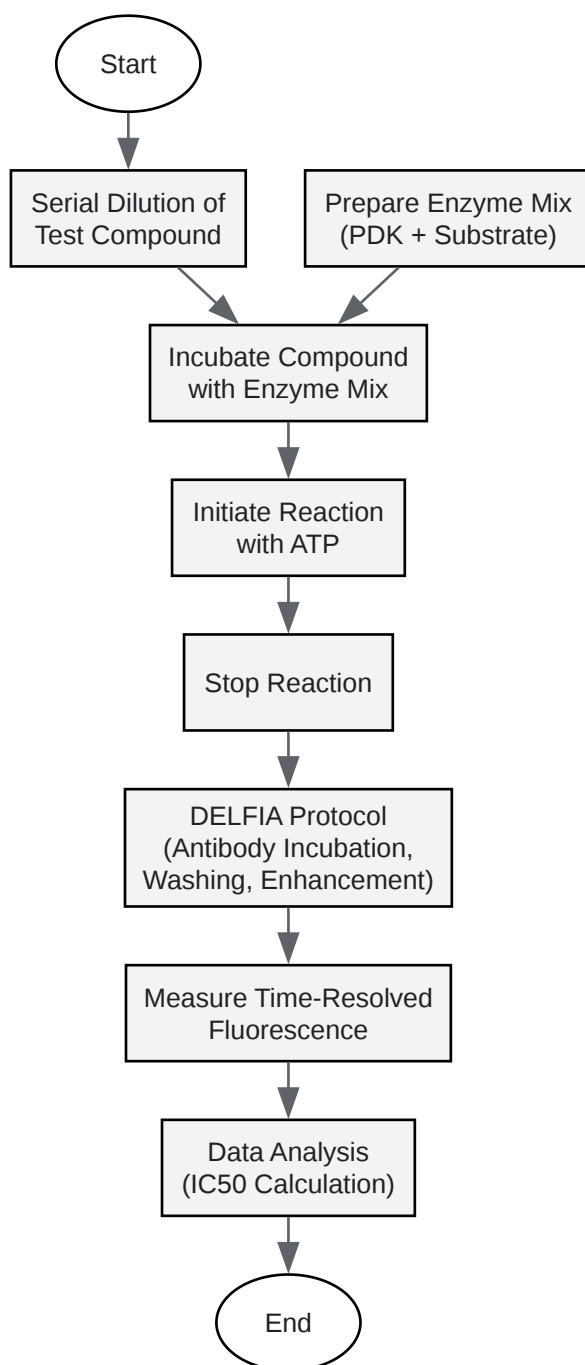 Start
Serial Dilution of
Test Compound
Prepare Enzyme Mix
(PDK + Substrate)
Incubate Compound
with Enzyme Mix
Initiate Reaction
with ATP
Stop Reaction
DELFIA Protocol
(Antibody Incubation,
Washing, Enhancement)
Measure Time-Resolved
Fluorescence
Data Analysis
(IC50 Calculation)
End